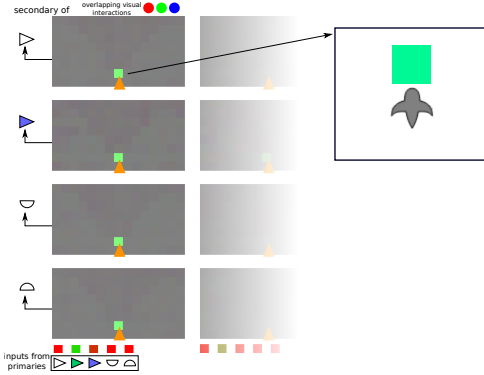 secondary of
overlapping visual
interactions
inputs from
primaries